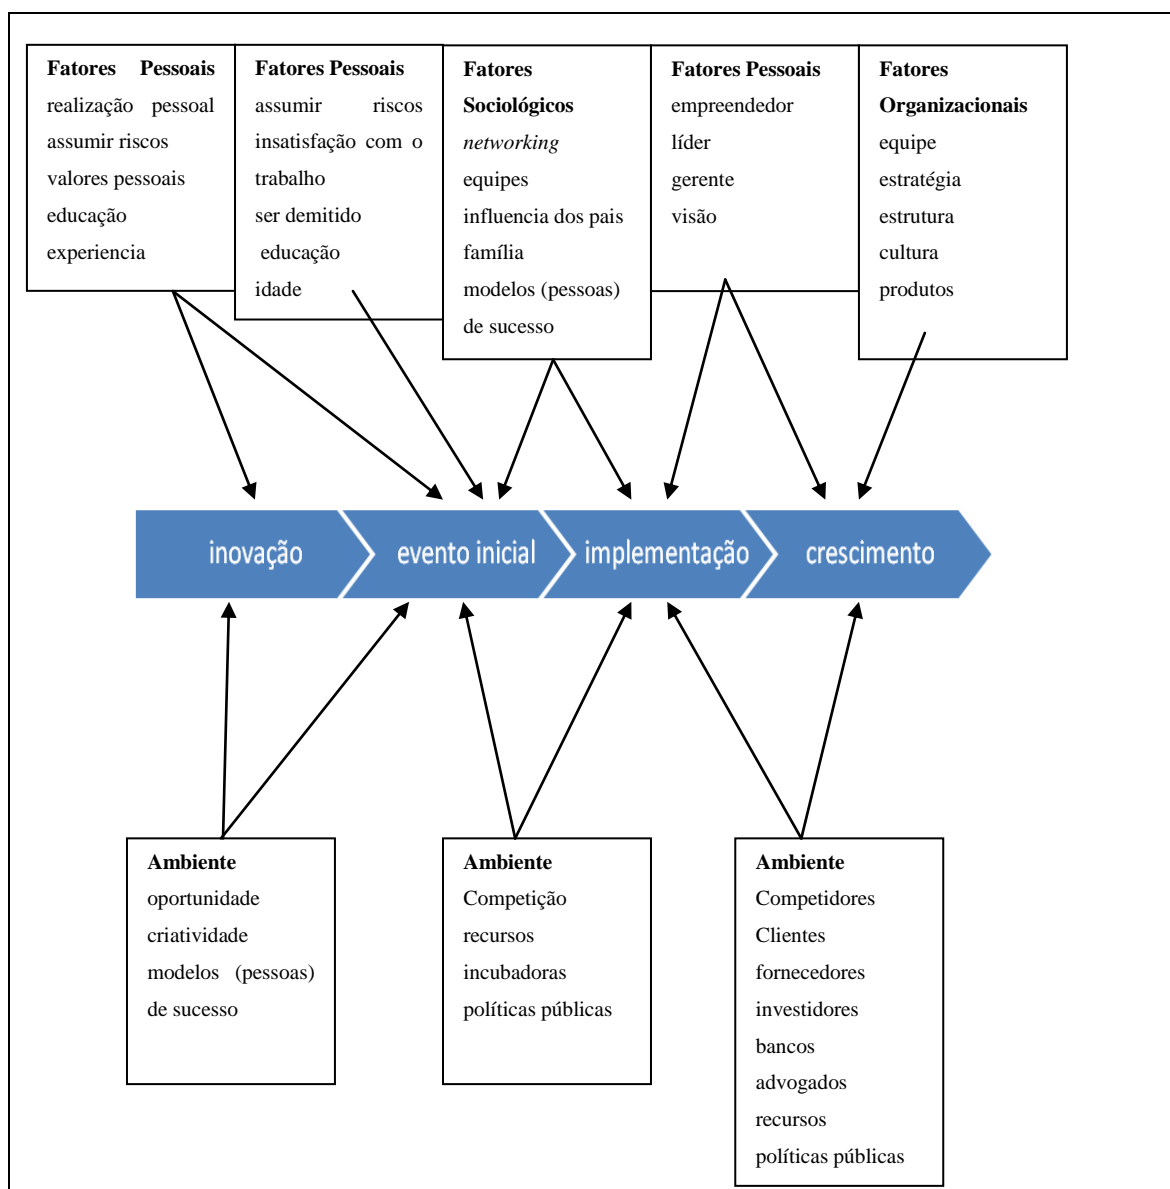 Fatores Pessoais
realização pessoal
assumir riscos
valores pessoais
educação
experiencia
Fatores Pessoais
assumir riscos
insatisfação com o
trabalho
ser demitido
educação
idade
Fatores
Sociológicos
networking
equipes
influencia dos pais
família
modelos (pessoas)
de sucesso
Fatores Pessoais
empreendedor
líder
gerente
visão
Fatores
Organizacionais
equipe
estratégia
estrutura
cultura
produtos
inovação
evento inicial
implementação
crescimento
Ambiente
oportunidade
criatividade
modelos (pessoas)
de sucesso
Ambiente
Competição
recursos
incubadoras
políticas públicas
Ambiente
Competidores
Clientes
fornecedores
investidores
bancos
advogados
recursos
políticas públicas